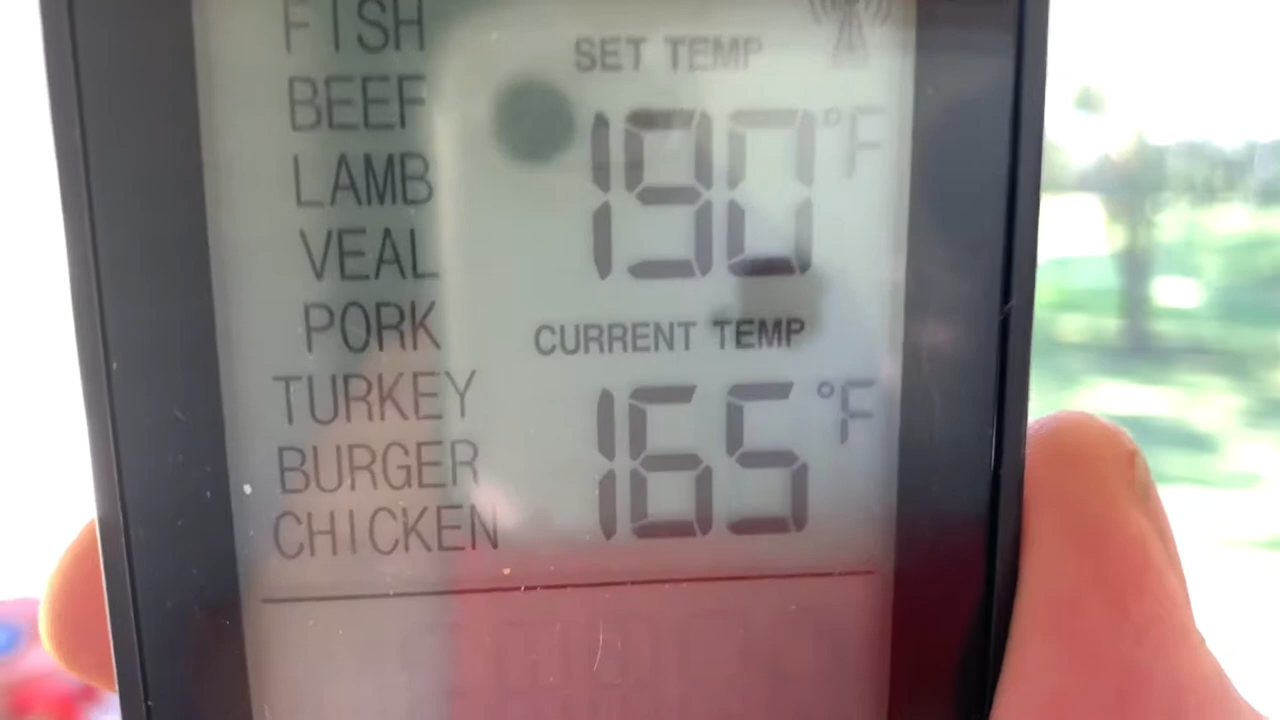 FISH
SET TEMP
BEEF
190°F
LAMB
VEAL
PORK
CURRENT TEMP
TURKEY
165°F
BURGER
CHICKEN